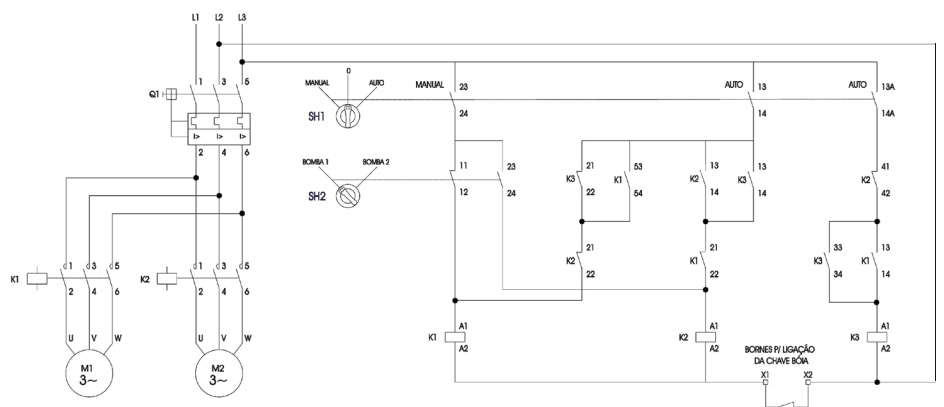 L1 L2 L3
0
MANUAL AUTO MANUAL 23 AUTO 13 AUTO 13A
1 3 5
Q1
SH1 24 14 14A
I> I> I>
2 4 6
BOMBA 1 BOMBA 2 11 23 21 53 13 13 41
K3 K1 K2 K3 K2
SH2 12 24 22 54 14 14 42
21 21 33 13
K2 K1 K3 K1
22 22 34 14
1 3 5 1 3 5
K1 K2
2 4 6 2 4 6
U V W U V W
A1 A1 A1
K1 K2 K3
A2 A2 A2
BORNES P/ LIGAÇÃO
DA CHAVE BÓIA
X1 X2
M1 M2
3~ 3~